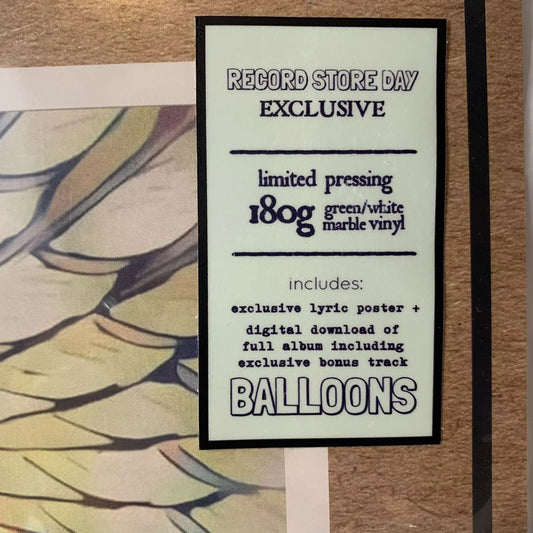 RECORD STORE DAY
EXCLUSIVE
limited pressing
180g green/white
marble vinyl
includes:
exclusive lyric poster +
digital download of
full album including
exclusive bonus track
BALLOONS